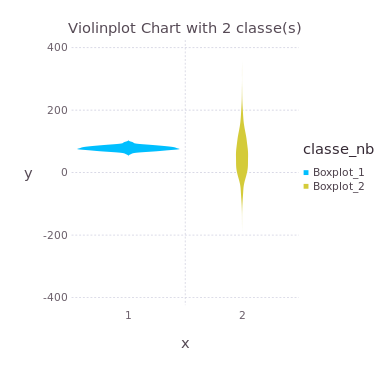 Violinplot Chart with 2 classe(s)
400
200
0
-200
-400
y
1
2
x
classe_nb
Boxplot_1
Boxplot_2